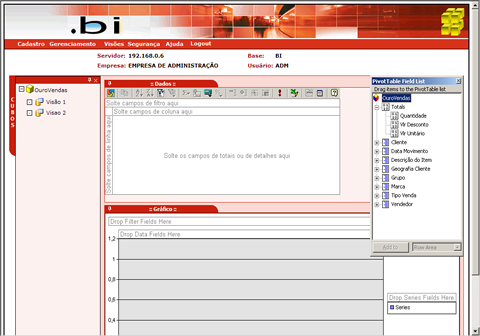 .bi
Cadastro Gerenciamento Visões Segurança Ajuda Logout
Servidor: 192.168.0.6 Base: BI
Empresa: EMPRESA DE ADMINISTRAÇÃO Usuário: ADM
CUBOS
OuroVendas
Visão 1
Visao 2
:: Dados ::
Solte campos de filtro aqui
Solte campos de coluna aqui
Solte campos de linha aqui
Solte os campos de totais ou de detalhes aqui
PivotTable Field List
Drag items to the PivotTable list
OuroVendas
Totals
Quantidade
Vlr Desconto
Vlr Unitário
Cliente
Data Movimento
Descrição do Item
Geografia Cliente
Grupo
Marca
Tipo Venda
Vendedor
Add to Row Area
:: Gráfico ::
Drop Filter Fields Here
Drop Data Fields Here
1,2
1
0,8
0,6
0,4
Drop Series Fields Here
Series